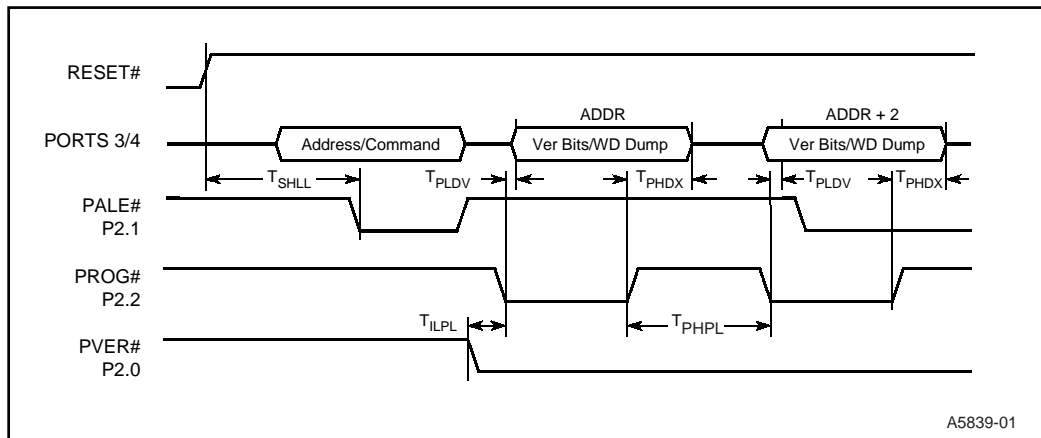 RESET#
ADDR
ADDR + 2
PORTS 3/4
Address/Command
Ver Bits/WD Dump
Ver Bits/WD Dump
TSHLL
TPLDV
TPHDX
TPLDV
TPHDX
PALE#
P2.1
PROG#
P2.2
TILPL
TPHPL
PVER#
P2.0
A5839-01